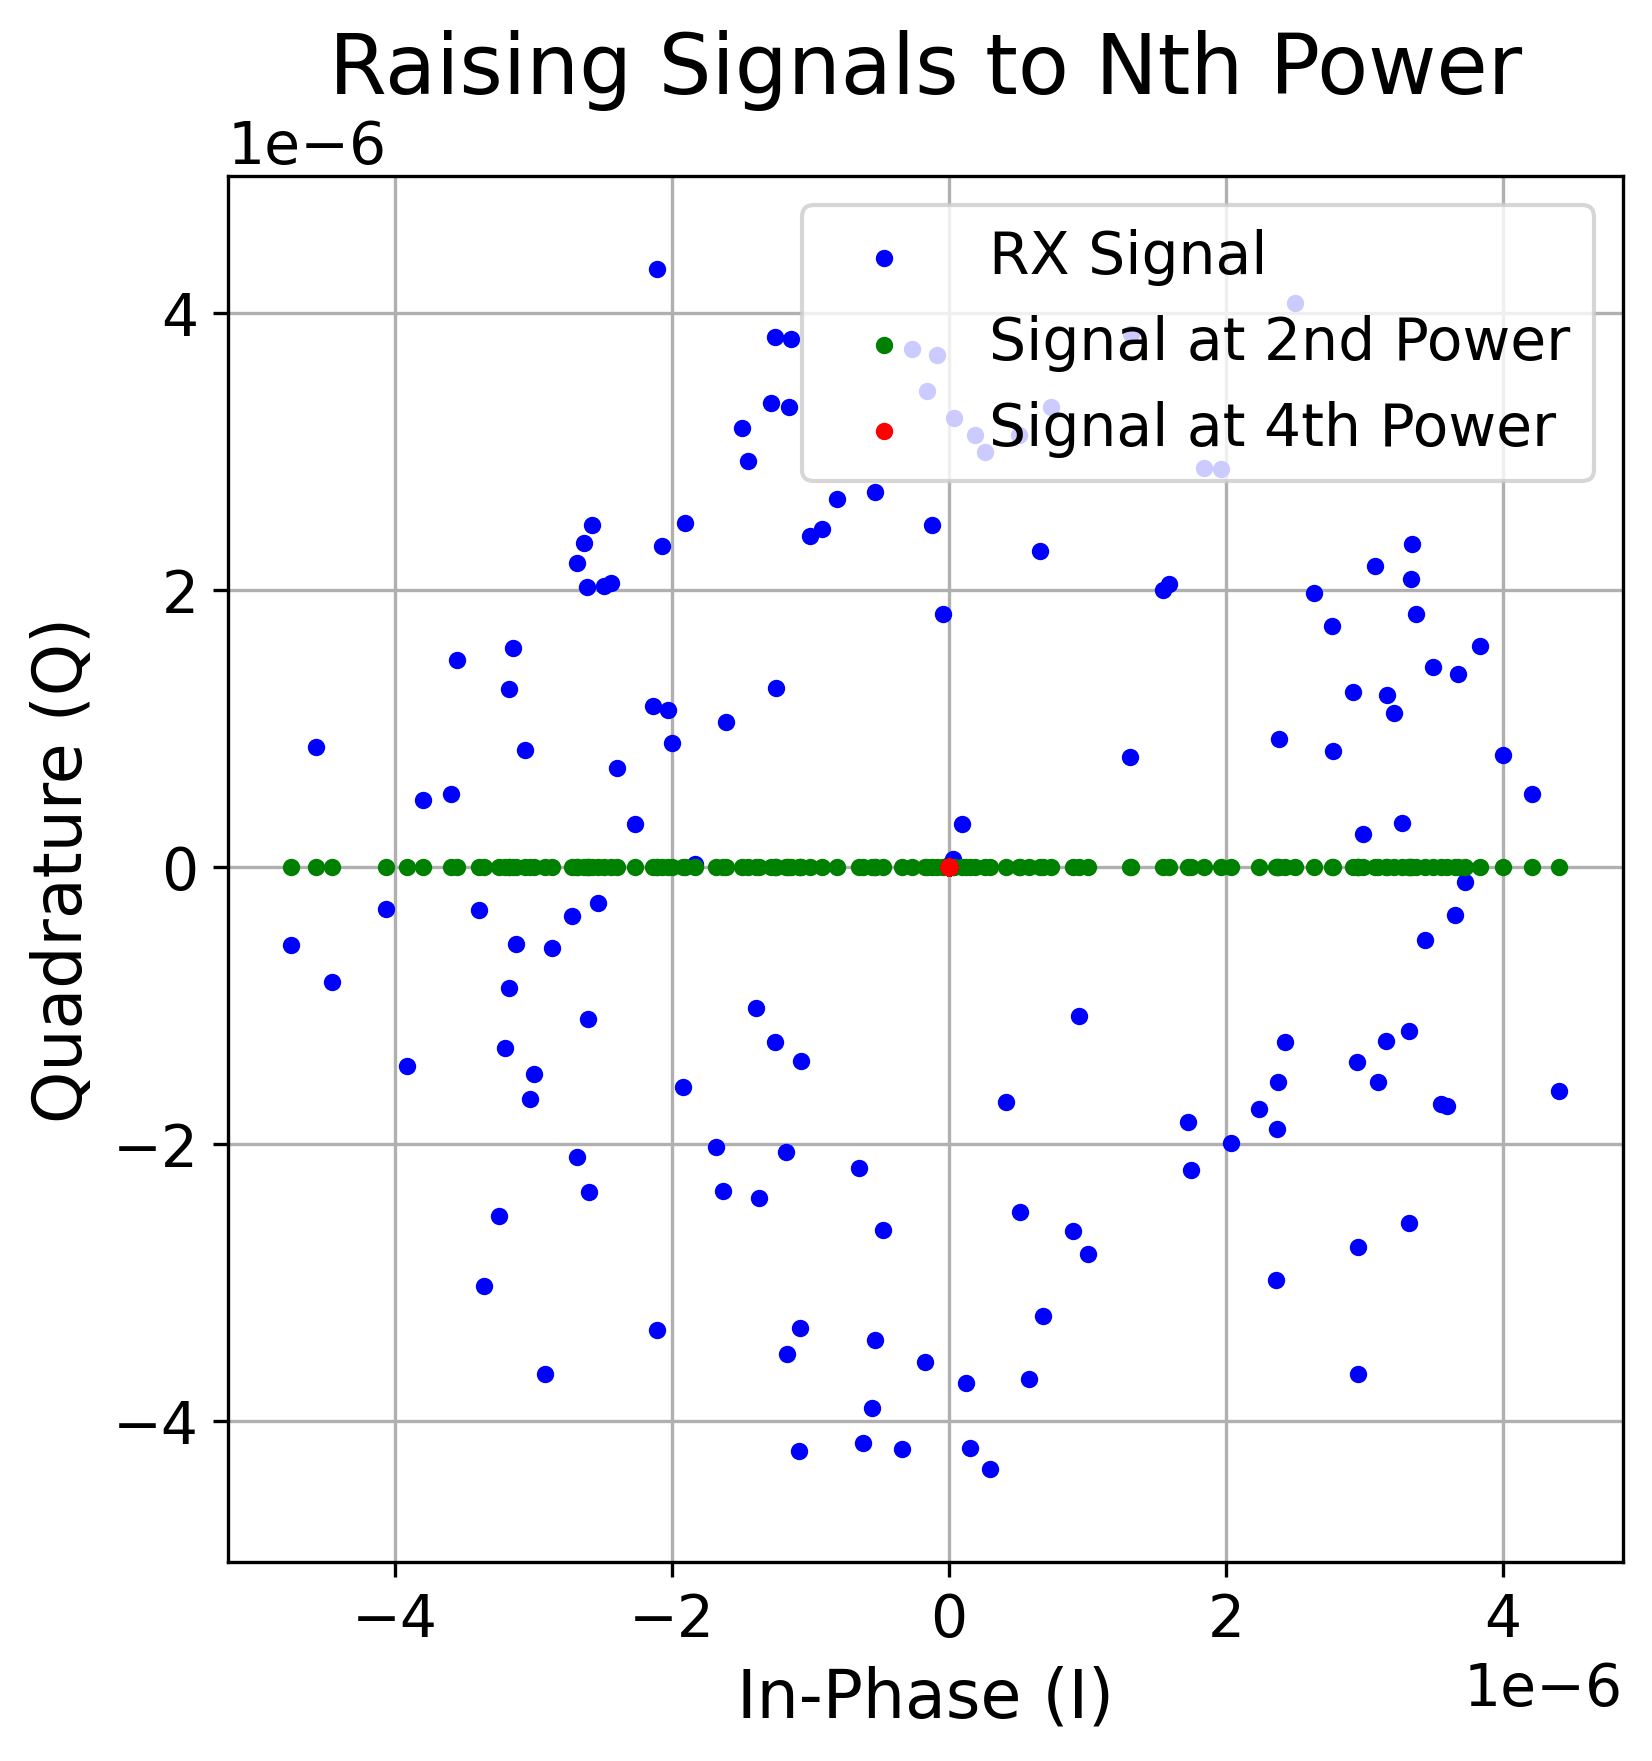 Raising Signals to Nth Power
1e−6
RX Signal
Signal at 2nd Power
Signal at 4th Power
4
2
0
−2
−4
Quadrature (Q)
−4 −2 0 2 4
1e−6
In-Phase (I)